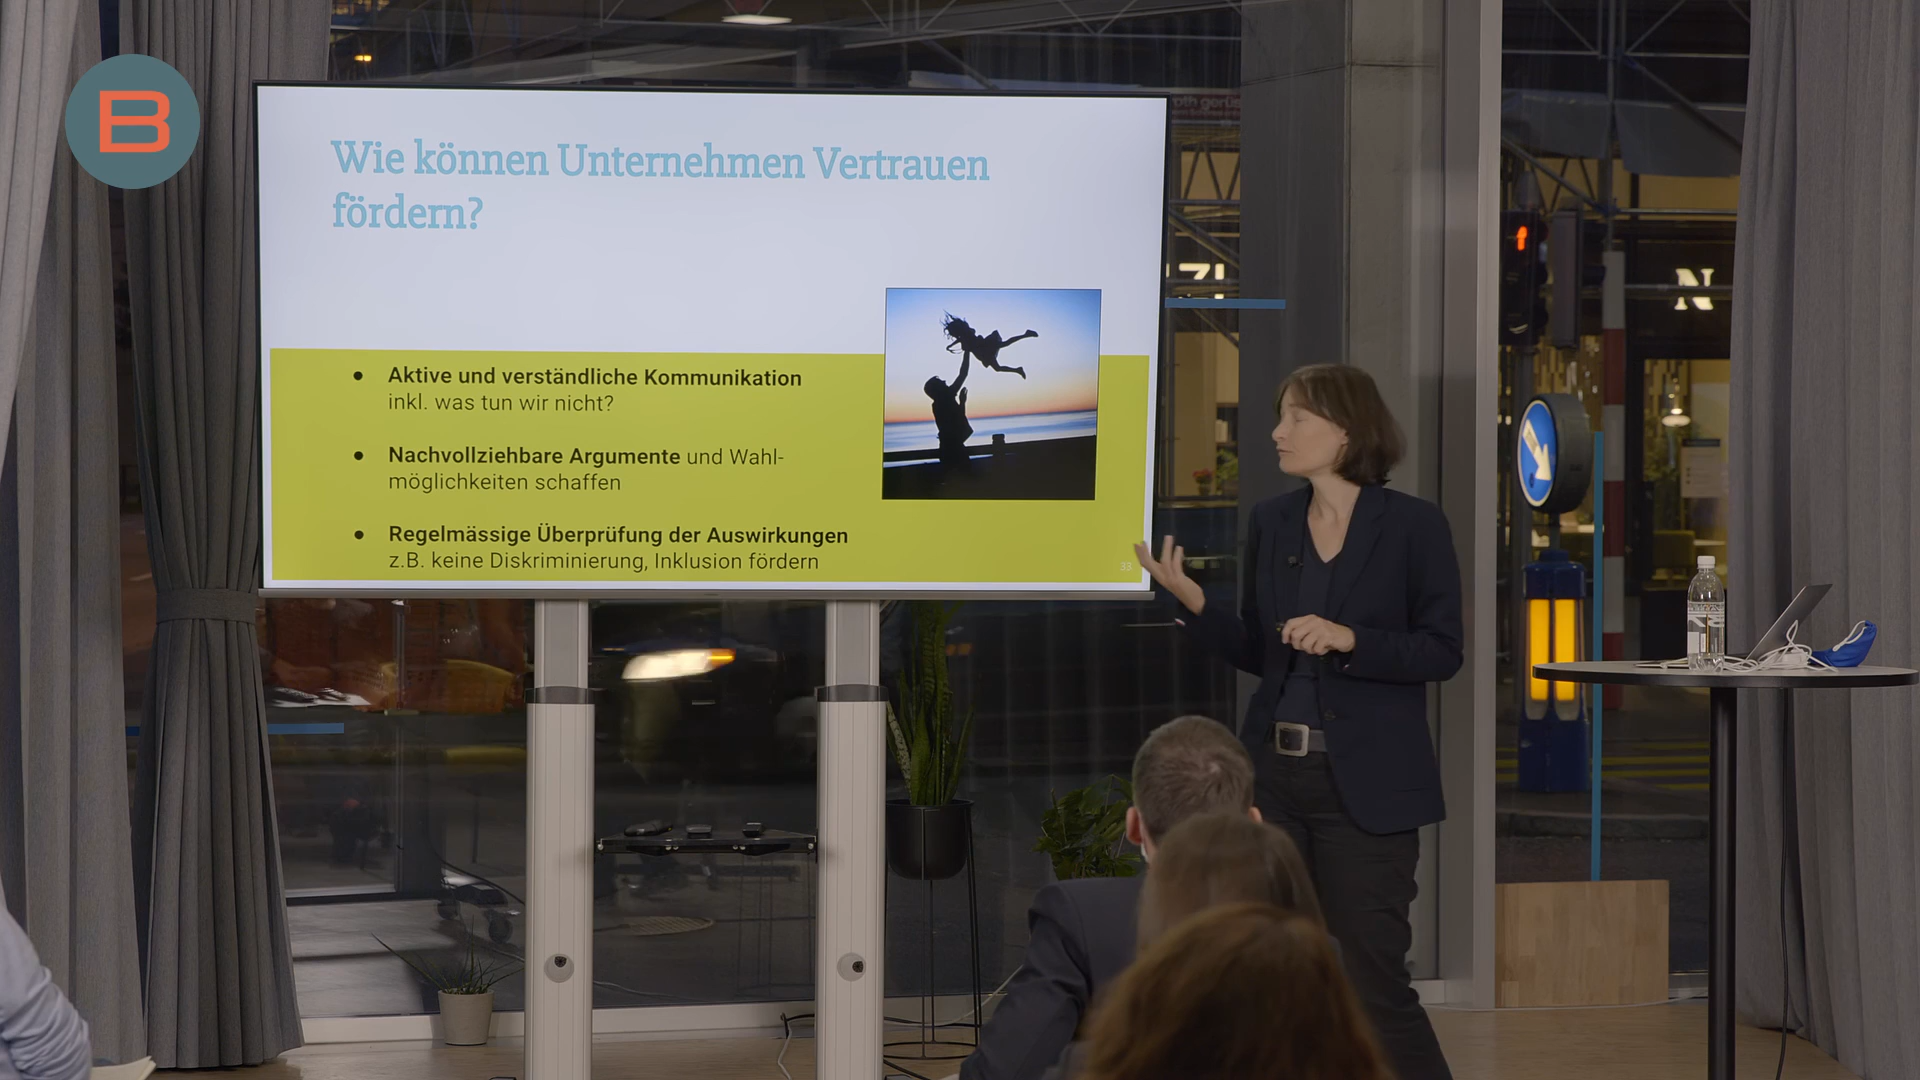 B
Wie können Unternehmen Vertrauen
fördern?
● Aktive und verständliche Kommunikation
inkl. was tun wir nicht?
● Nachvollziehbare Argumente und Wahl-
möglichkeiten schaffen
● Regelmässige Überprüfung der Auswirkungen
z.B. keine Diskriminierung, Inklusion fördern
33
N